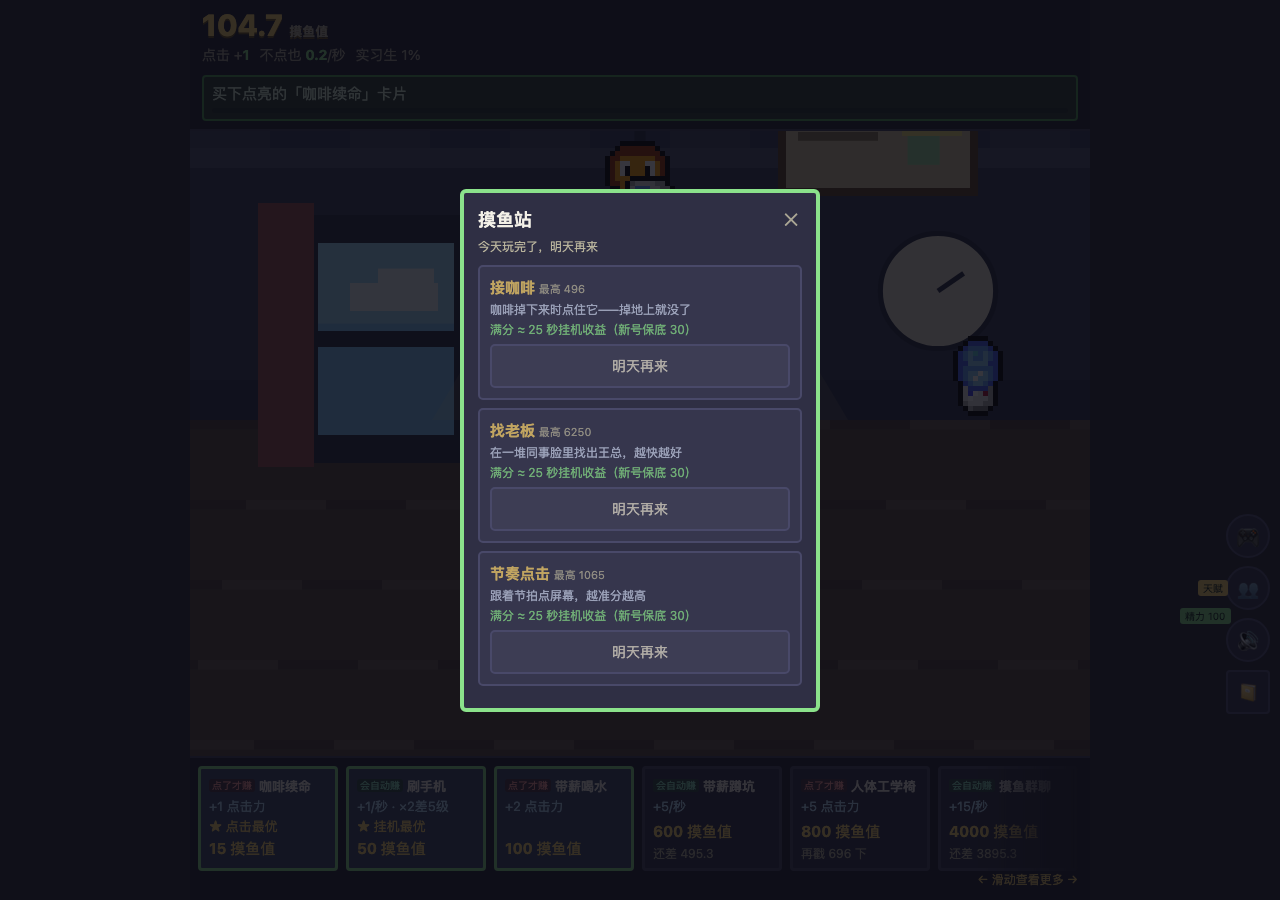 104.7 摸鱼值
点击 +1 不点也 0.2/秒 实习生 1%
买下点亮的「咖啡续命」卡片
摸鱼站
今天玩完了，明天再来
接咖啡 最高 496
咖啡掉下来时点住它——掉地上就没了
满分 ≈ 25 秒挂机收益（新号保底 30）
明天再来
找老板 最高 6250
在一堆同事脸里找出王总，越快越好
满分 ≈ 25 秒挂机收益（新号保底 30）
明天再来
节奏点击 最高 1065
跟着节拍点屏幕，越准分越高
满分 ≈ 25 秒挂机收益（新号保底 30）
明天再来
天赋
精力 100
点了才赚 咖啡续命
+1 点击力
★ 点击最优
15 摸鱼值
会自动赚 刷手机
+1/秒 · ×2差5级
★ 挂机最优
50 摸鱼值
点了才赚 带薪喝水
+2 点击力
100 摸鱼值
会自动赚 带薪蹲坑
+5/秒
600 摸鱼值
还差 495.3
点了才赚 人体工学椅
+5 点击力
800 摸鱼值
再戳 696 下
会自动赚 摸鱼群聊
+15/秒
4000 摸鱼值
还差 3895.3
← 滑动查看更多 →